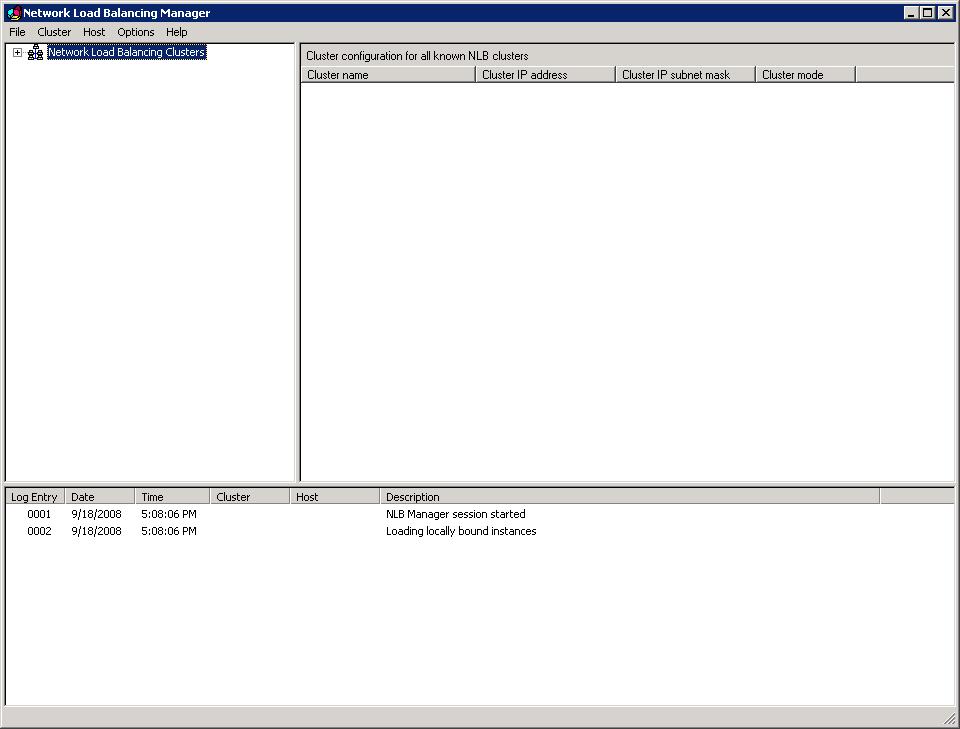 Network Load Balancing Manager
File Cluster Host Options Help
Network Load Balancing Clusters
Cluster configuration for all known NLB clusters
Cluster name Cluster IP address Cluster IP subnet mask Cluster mode
Log Entry Date Time Cluster Host Description
0001 9/18/2008 5:08:06 PM NLB Manager session started
0002 9/18/2008 5:08:06 PM Loading locally bound instances